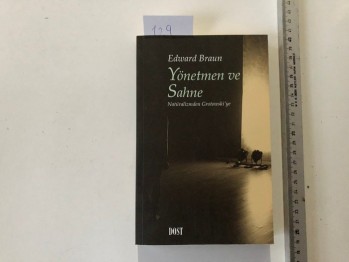 119
Edward Braun
Yönetmen ve
Sahne
Natüralizmden Grotowski'ye
DOST